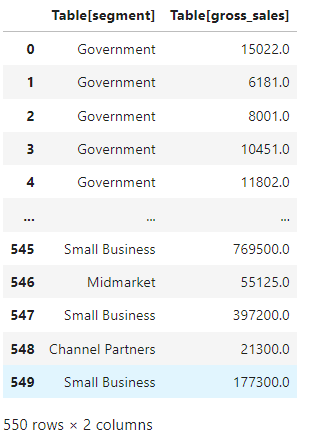 Table[segment] Table[gross_sales]
0 Government 15022.0
1 Government 6181.0
2 Government 8001.0
3 Government 10451.0
4 Government 11802.0
... ... ...
545 Small Business 769500.0
546 Midmarket 55125.0
547 Small Business 397200.0
548 Channel Partners 21300.0
549 Small Business 177300.0
550 rows × 2 columns